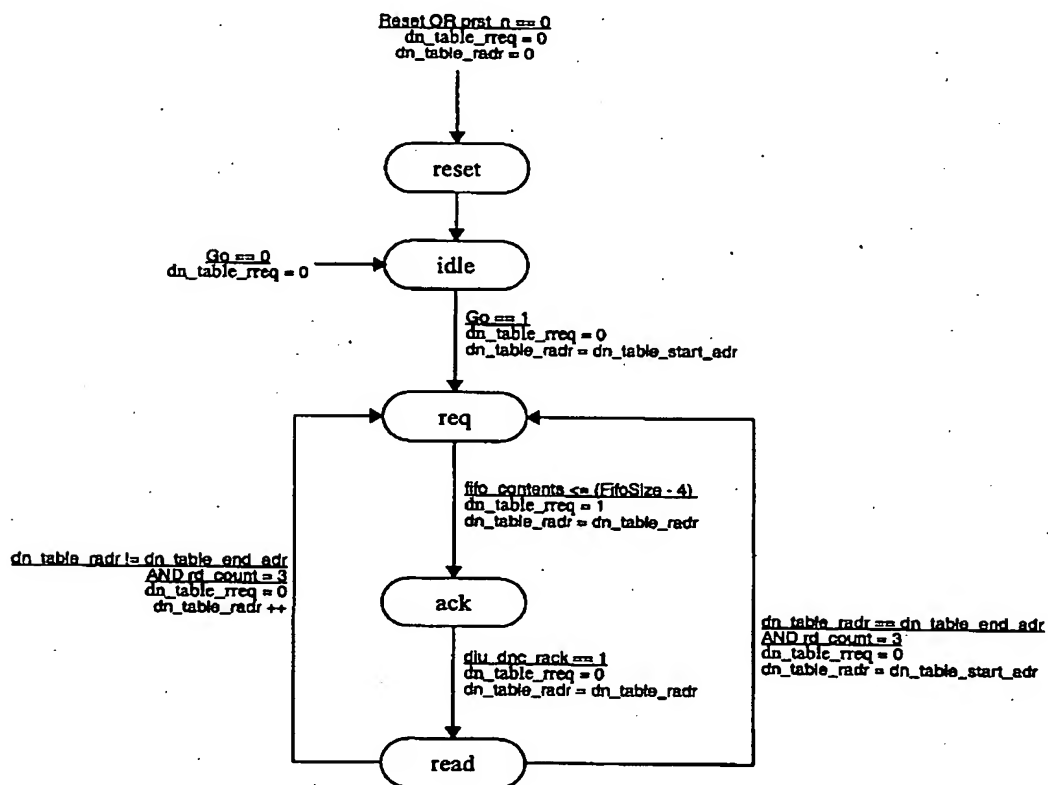 Reset OR prst_n == 0
dn_table_rreq = 0
dn_table_radr = 0
reset
Go == 0
dn_table_rreq = 0
idle
Go == 1
dn_table_rreq = 0
dn_table_radr = dn_table_start_adr
req
fifo_contents <= (FifoSize - 4)
dn_table_rreq = 1
dn_table_radr = dn_table_radr
dn_table_radr != dn_table_end_adr
AND rd_count = 3
dn_table_rreq = 0
dn_table_radr ++
ack
dn_table_radr == dn_table_end_adr
AND rd_count = 3
dn_table_rreq = 0
dn_table_radr = dn_table_start_adr
diu_dnc_rack == 1
dn_table_rreq = 0
dn_table_radr = dn_table_radr
read